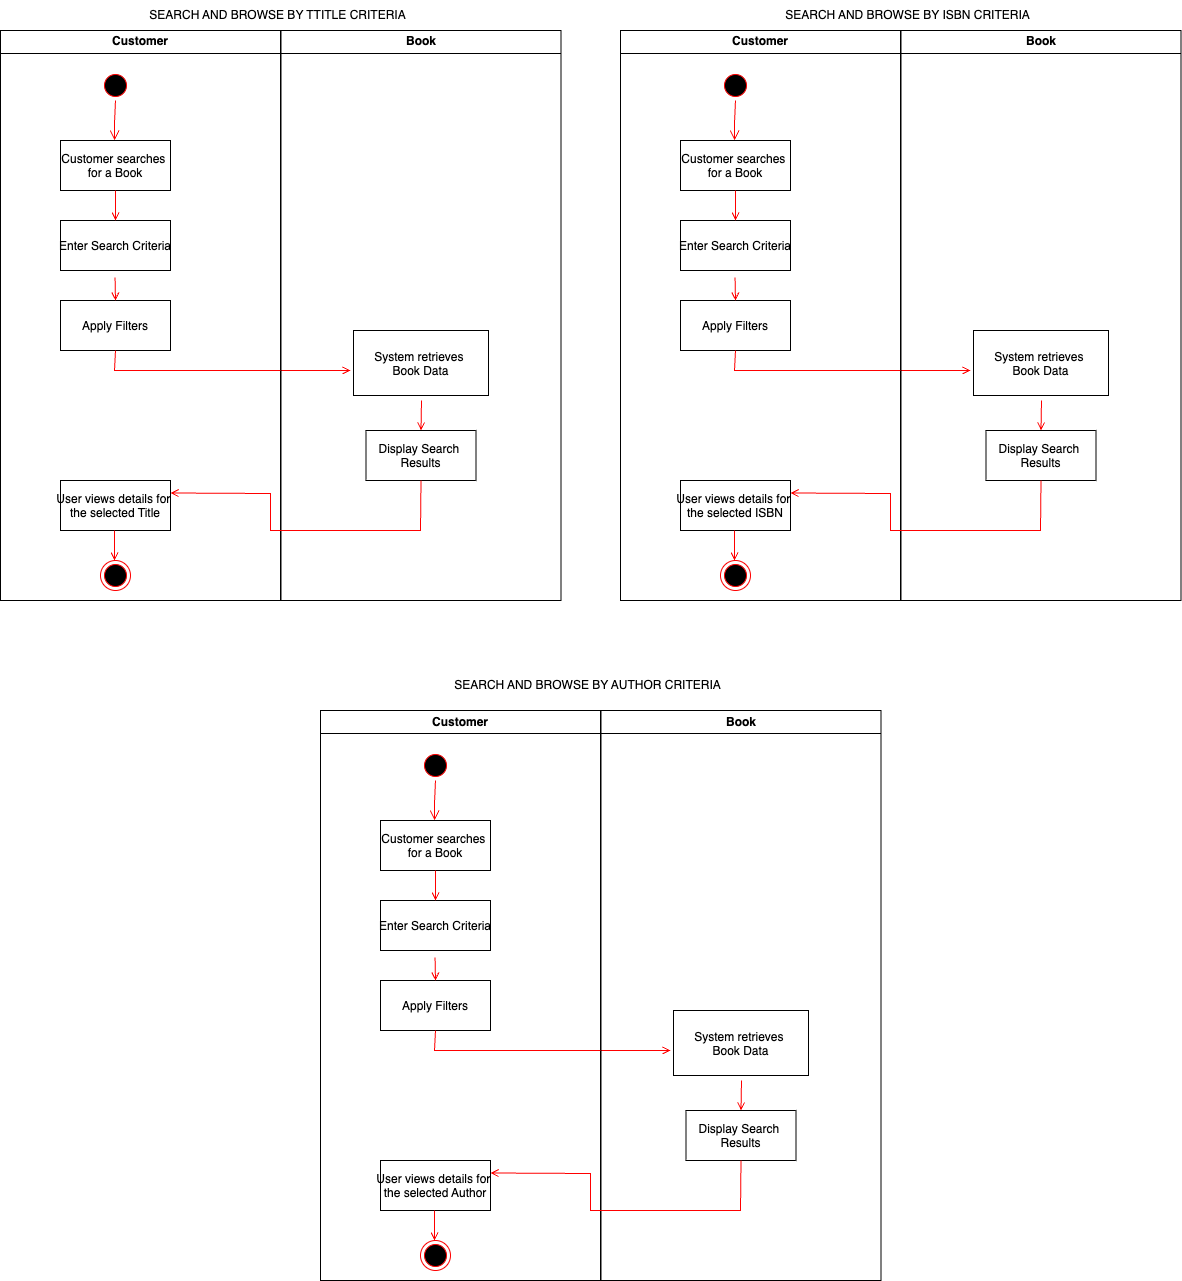 SEARCH AND BROWSE BY TTITLE CRITERIA
Customer
Book
Customer searches
for a Book
Enter Search Criteria
Apply Filters
System retrieves
Book Data
Display Search
Results
User views details for
the selected Title
SEARCH AND BROWSE BY ISBN CRITERIA
Customer
Book
Customer searches
for a Book
Enter Search Criteria
Apply Filters
System retrieves
Book Data
Display Search
Results
User views details for
the selected ISBN
SEARCH AND BROWSE BY AUTHOR CRITERIA
Customer
Book
Customer searches
for a Book
Enter Search Criteria
Apply Filters
System retrieves
Book Data
Display Search
Results
User views details for
the selected Author